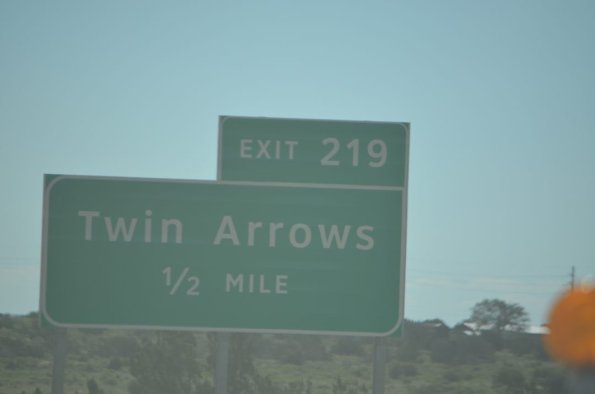 EXIT 219
Twin Arrows
1/2 MILE